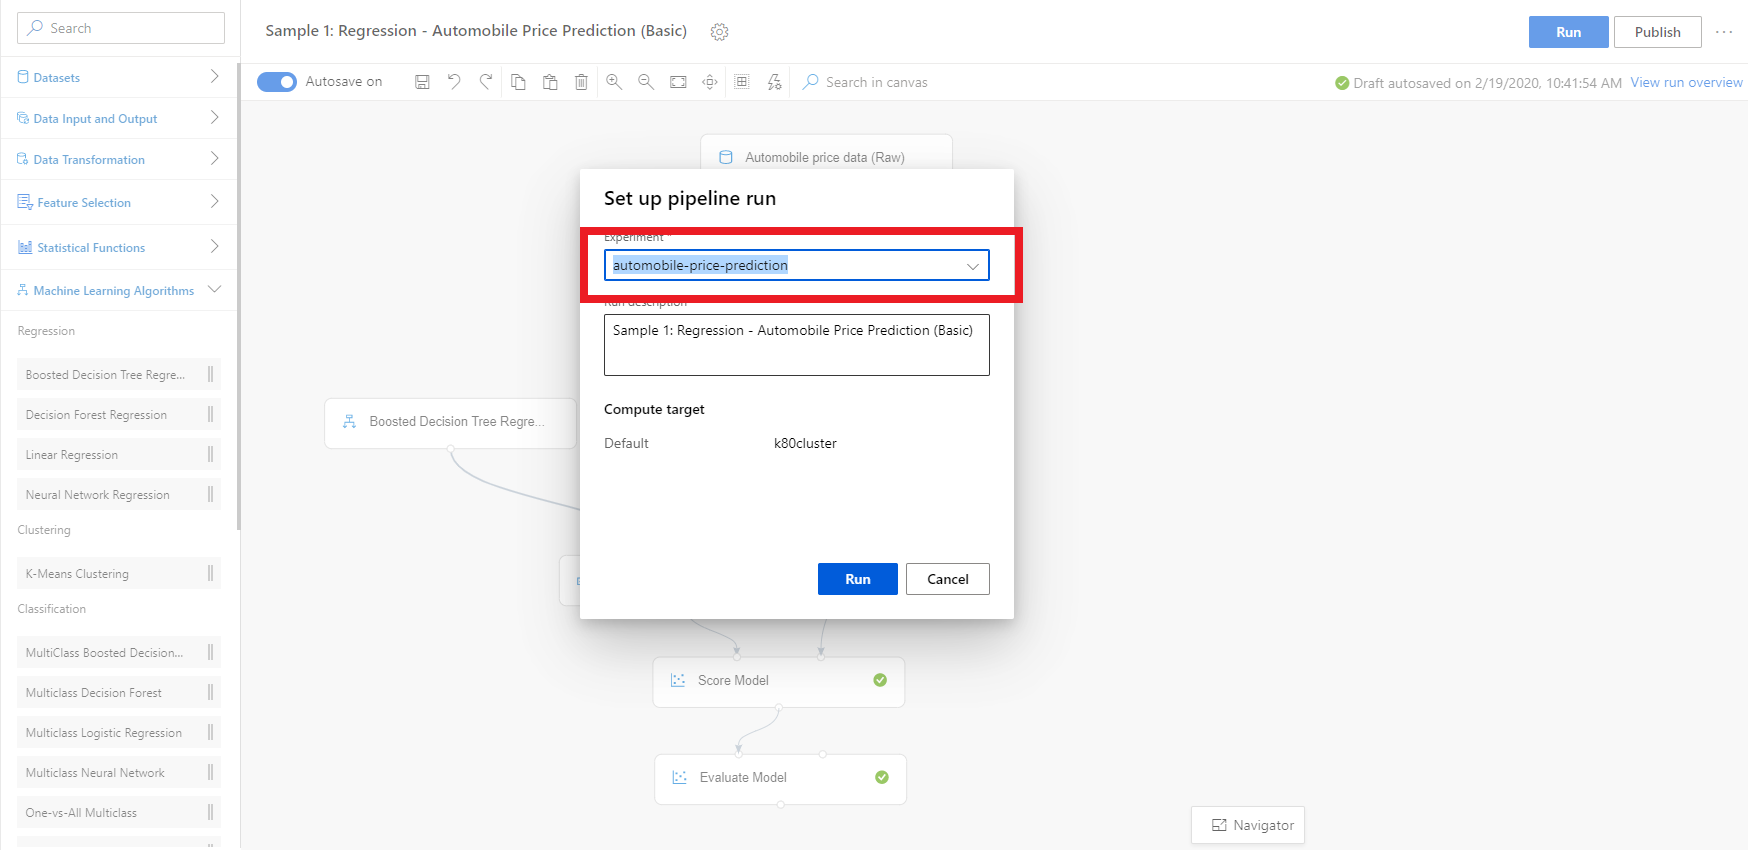 Search
Sample 1: Regression - Automobile Price Prediction (Basic)
Run
Publish
Autosave on
Search in canvas
Draft autosaved on 2/19/2020, 10:41:54 AM
View run overview
Datasets
Data Input and Output
Data Transformation
Feature Selection
Statistical Functions
Machine Learning Algorithms
Regression
Boosted Decision Tree Regre...
Decision Forest Regression
Linear Regression
Neural Network Regression
Clustering
K-Means Clustering
Classification
MultiClass Boosted Decision...
Multiclass Decision Forest
Multiclass Logistic Regression
Multiclass Neural Network
One-vs-All Multiclass
Automobile price data (Raw)
Boosted Decision Tree Regre...
Set up pipeline run
Experiment *
automobile-price-prediction
Run description
Sample 1: Regression - Automobile Price Prediction (Basic)
Compute target
Default
k80cluster
Run
Cancel
Score Model
Evaluate Model
Navigator